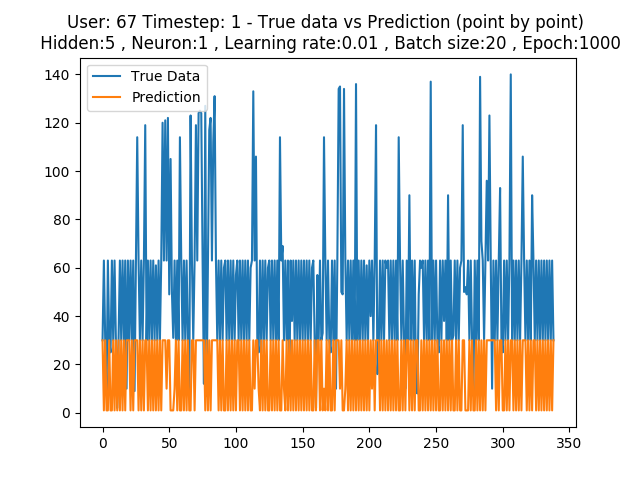 User: 67 Timestep: 1 - True data vs Prediction (point by point)
Hidden:5 , Neuron:1 , Learning rate:0.01 , Batch size:20 , Epoch:1000
True Data
Prediction
140
120
100
80
60
40
20
0
0 50 100 150 200 250 300 350